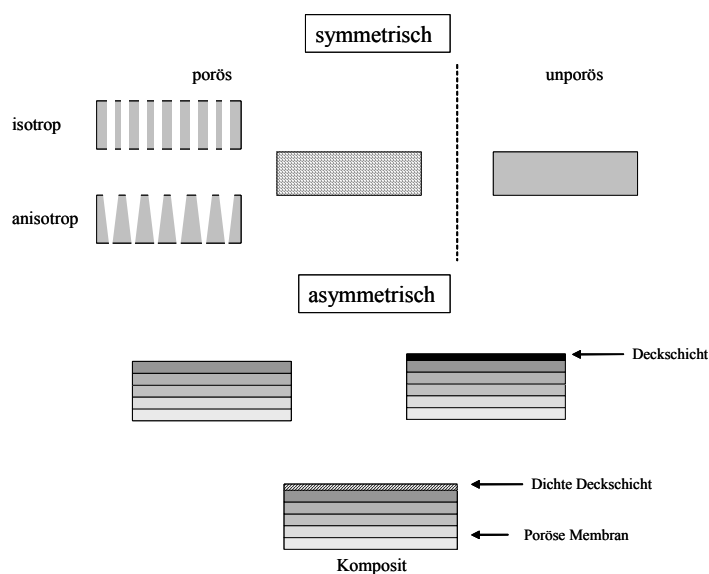 symmetrisch
porös
unporös
isotrop
anisotrop
asymmetrisch
Deckschicht
Dichte Deckschicht
Poröse Membran
Komposit